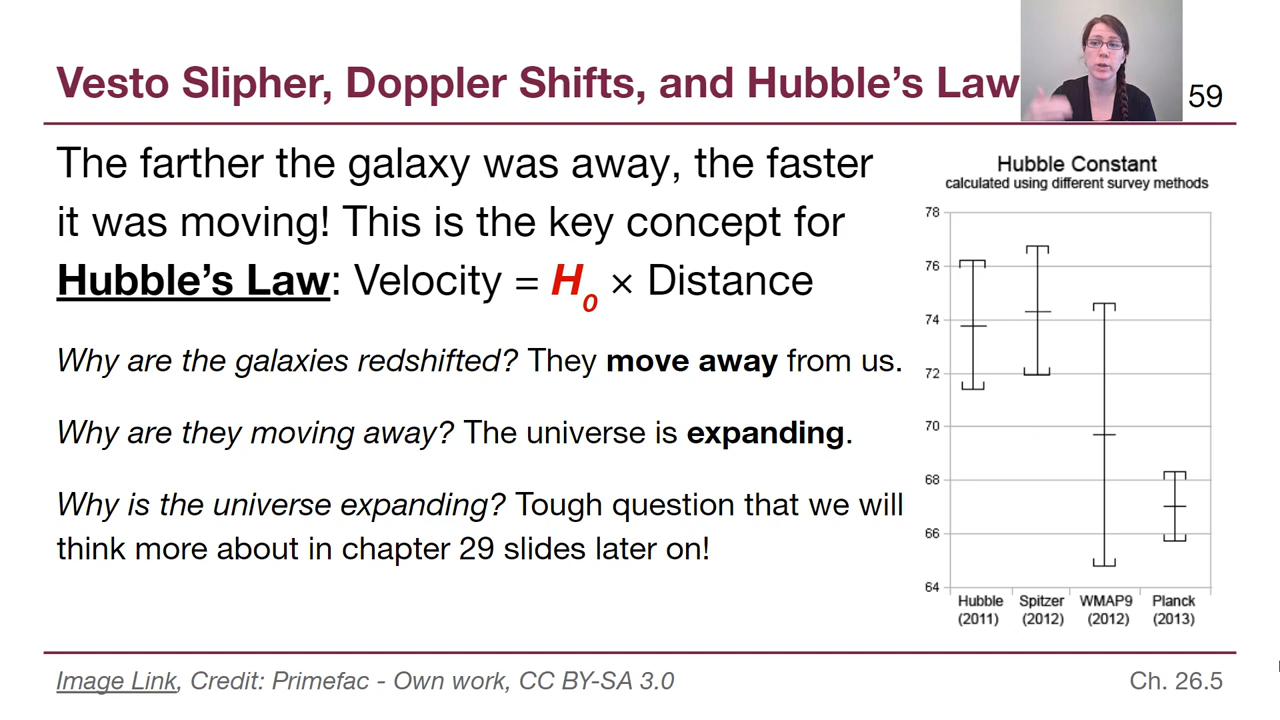 Vesto Slipher, Doppler Shifts, and Hubble's Law
59
The farther the galaxy was away, the faster
it was moving! This is the key concept for
Hubble's Law: Velocity = H0 × Distance
Why are the galaxies redshifted? They move away from us.
Why are they moving away? The universe is expanding.
Why is the universe expanding? Tough question that we will
think more about in chapter 29 slides later on!
Hubble Constant
calculated using different survey methods
78
76
74
72
70
68
66
64
Hubble Spitzer WMAP9 Planck
(2011) (2012) (2012) (2013)
Image Link, Credit: Primefac - Own work, CC BY-SA 3.0
Ch. 26.5